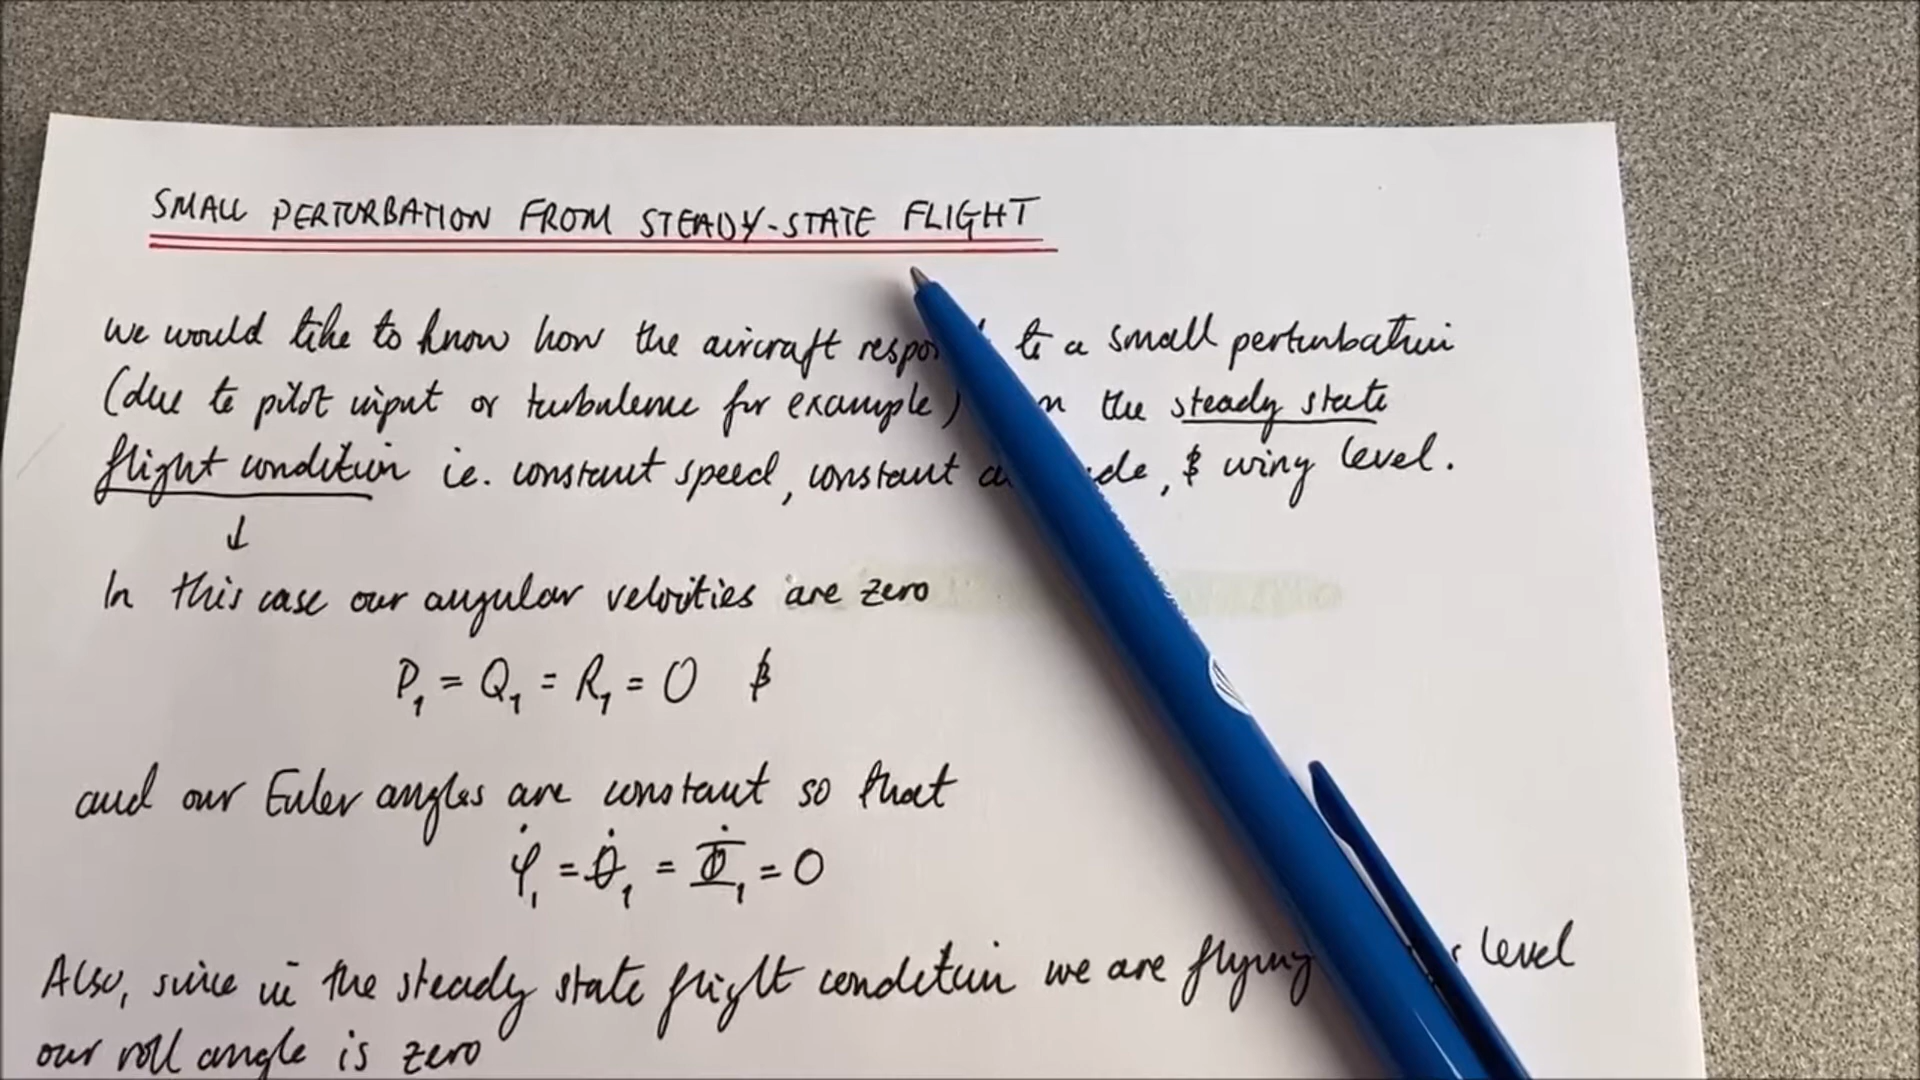 SMALL PERTURBATION FROM STEADY-STATE FLIGHT
we would like to know how the aircraft to a small perturbation
(due to pilot input or turbulence for example) the steady state
flight condition ie. constant speed, constant , & wing level.
↓
In this case our angular velocities are zero
P₁ = Q₁ = R₁ = 0 &
and our Euler angles are constant so that
φ̇₁ = θ̇₁ = Φ̇₁ = 0
Also, since in the steady state flight condition we are flying level
our roll angle is zero